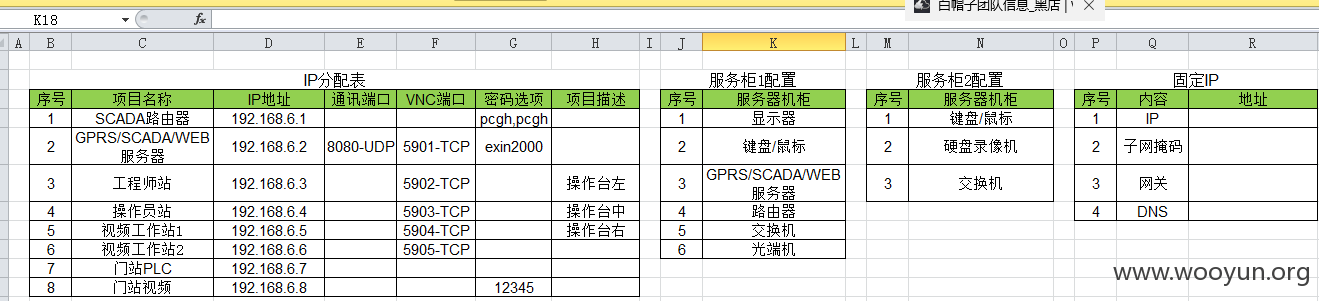 白帽子团队信息_黑店 |
K18 fx
A B C D E F G H I J K L M N O P Q R
IP分配表 服务柜1配置 服务柜2配置 固定IP
序号 项目名称 IP地址 通讯端口 VNC端口 密码选项 项目描述 序号 服务器机柜 序号 服务器机柜 序号 内容 地址
1 SCADA路由器 192.168.6.1 pcgh,pcgh 1 显示器 1 键盘/鼠标 1 IP
2 GPRS/SCADA/WEB服务器 192.168.6.2 8080-UDP 5901-TCP exin2000 2 键盘/鼠标 2 硬盘录像机 2 子网掩码
3 工程师站 192.168.6.3 5902-TCP 操作台左 3 GPRS/SCADA/WEB服务器 3 交换机 3 网关
4 操作员站 192.168.6.4 5903-TCP 操作台中 4 路由器 4 DNS
5 视频工作站1 192.168.6.5 5904-TCP 操作台右 5 交换机
6 视频工作站2 192.168.6.6 5905-TCP 6 光端机
7 门站PLC 192.168.6.7
8 门站视频 192.168.6.8 12345
www.wooyun.org